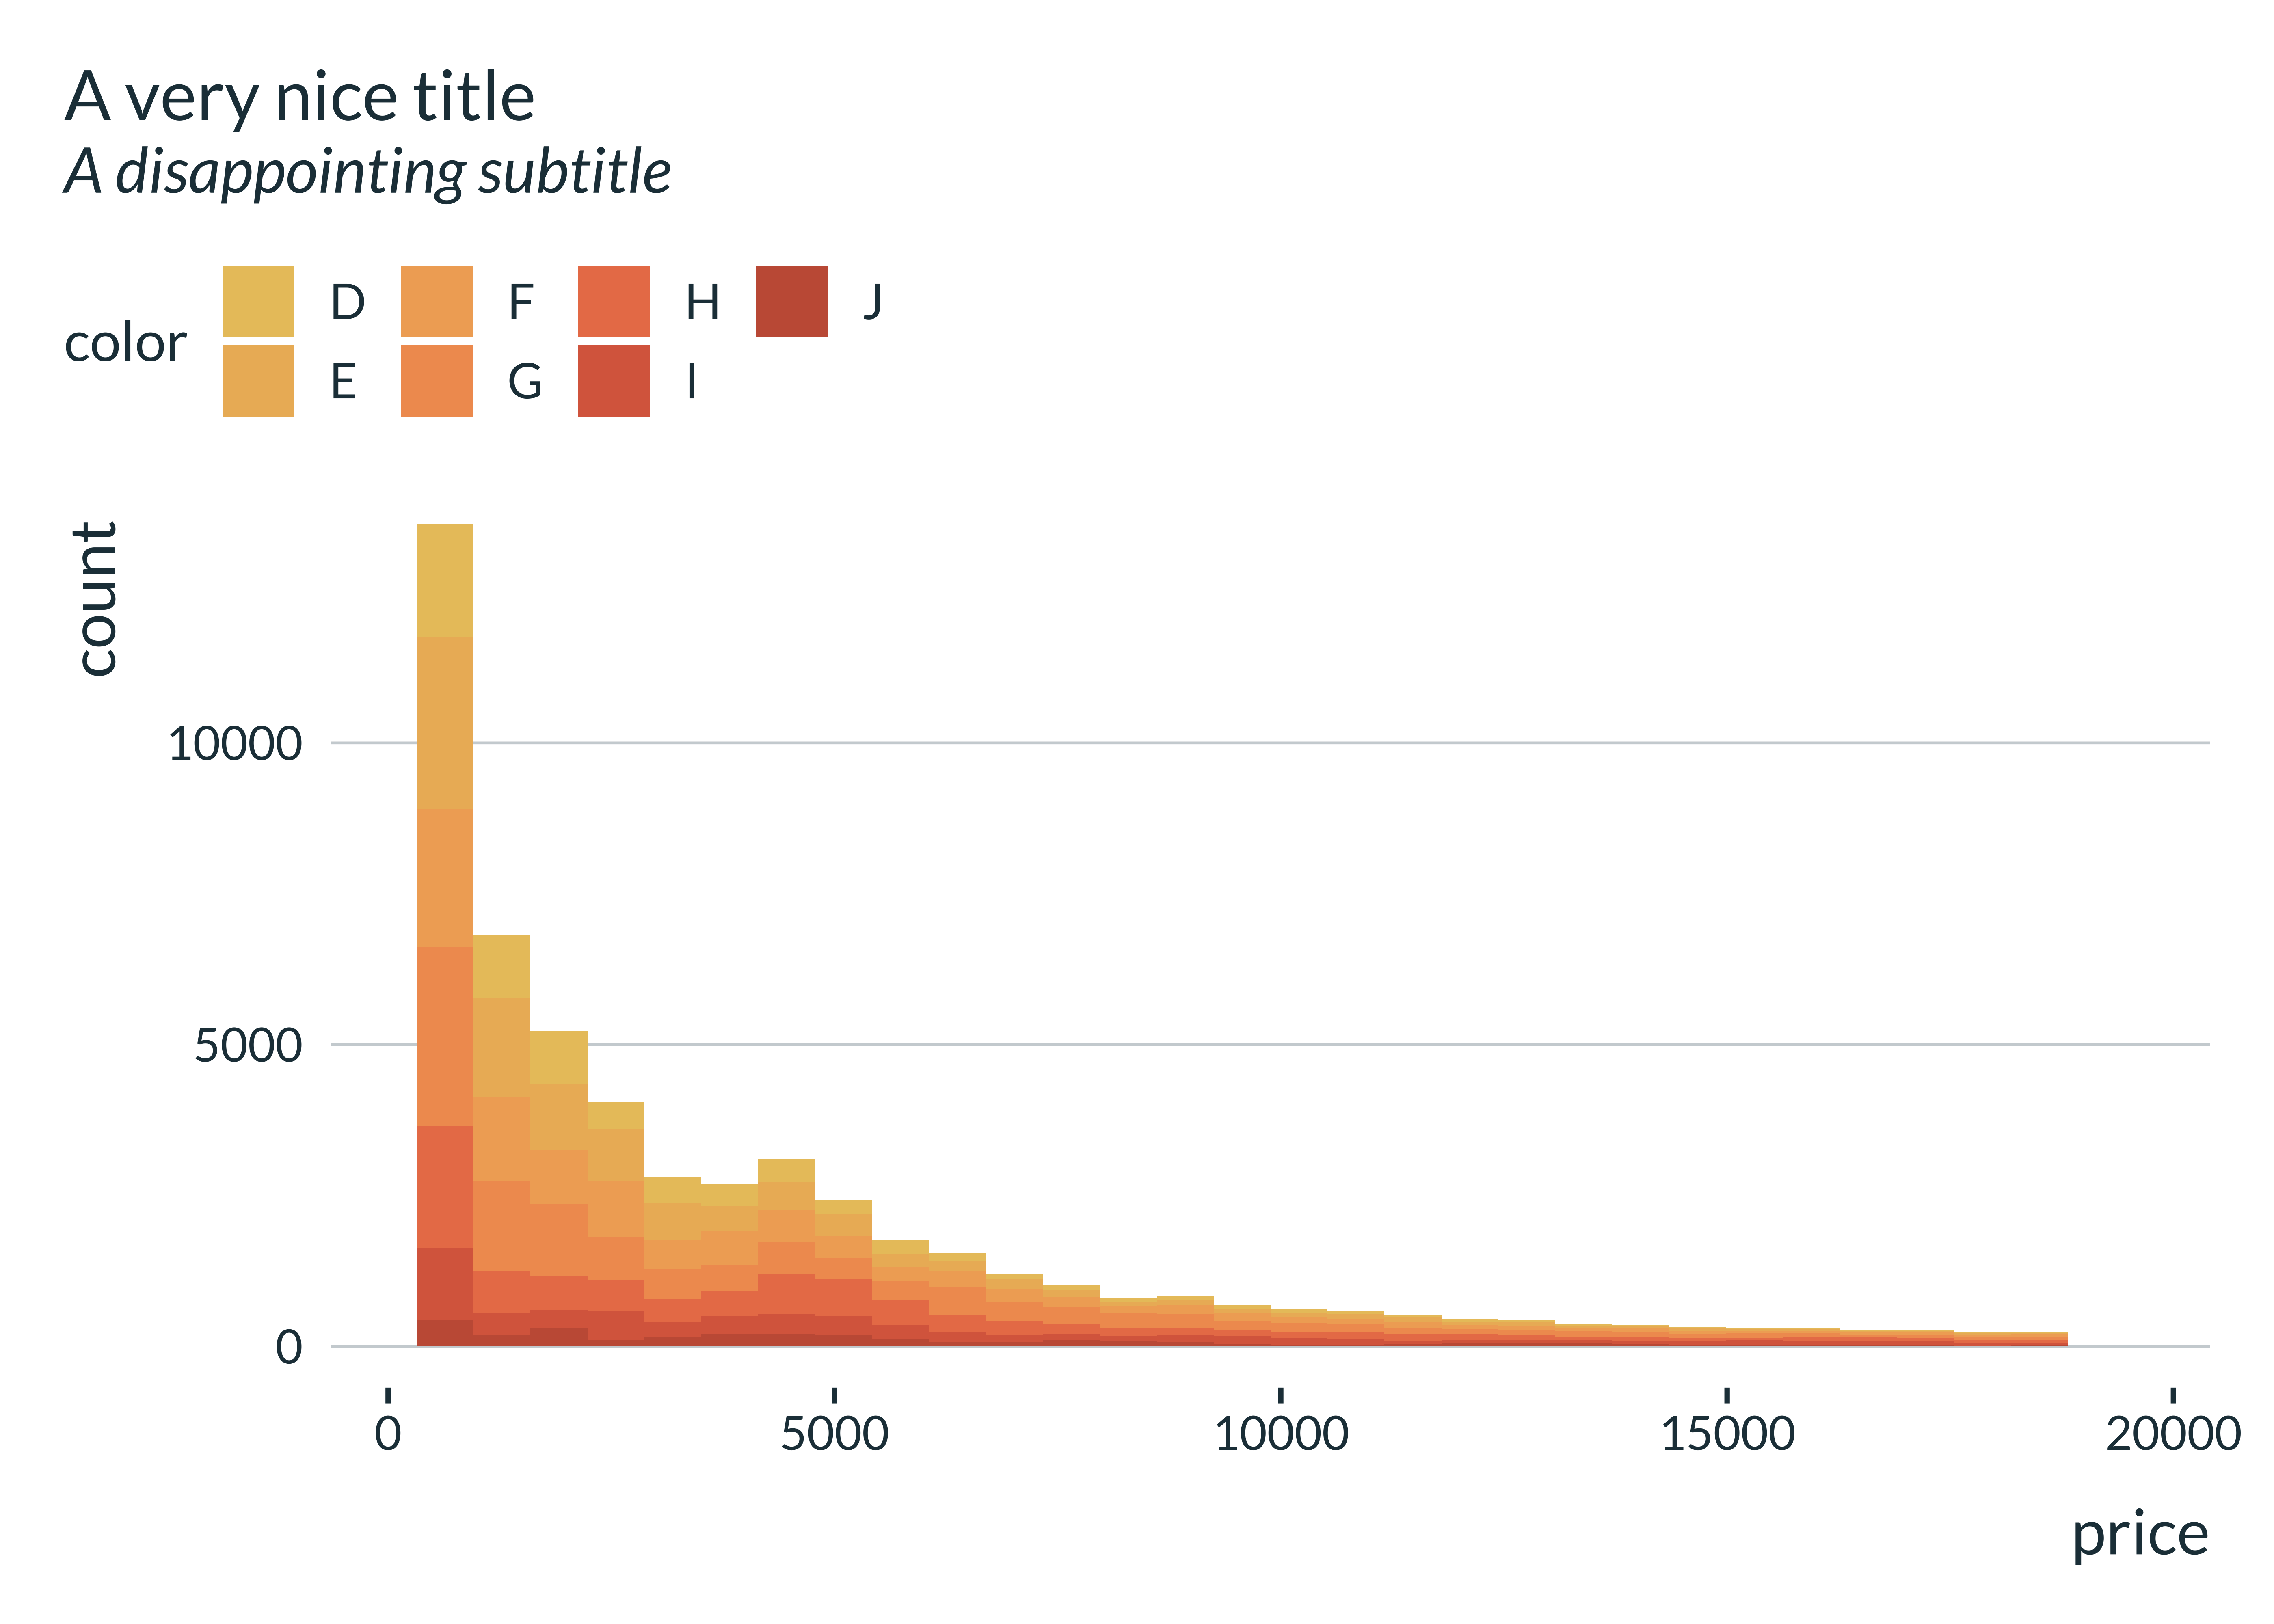 A very nice title
A disappointing subtitle
color
D F H J
E G I
count
10000
5000
0
0 5000 10000 15000 20000
price